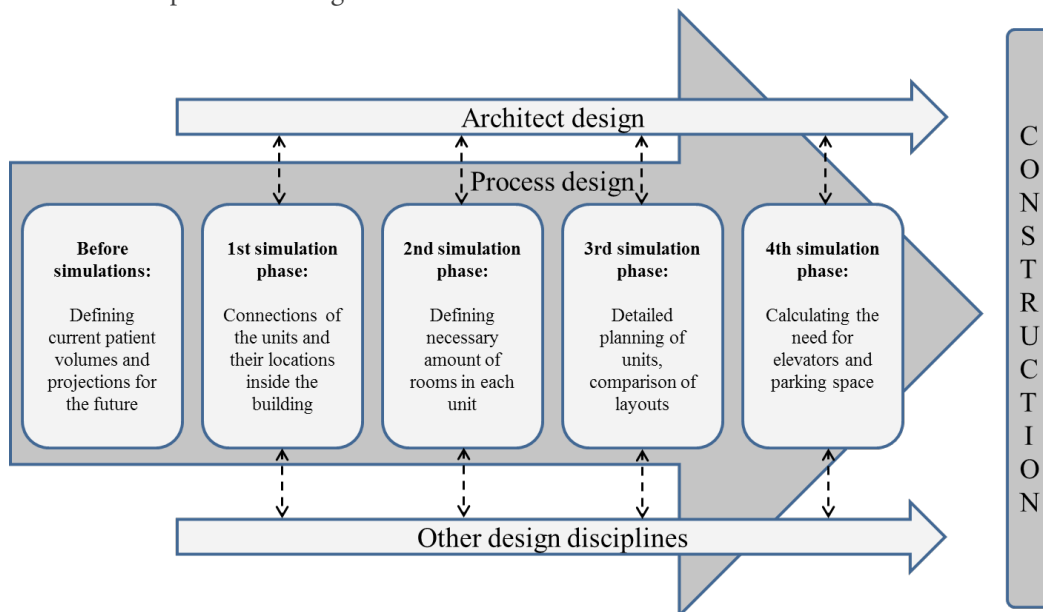 Architect design
Process design
Before
simulations:
Defining
current patient
volumes and
projections for
the future
1st simulation
phase:
Connections of
the units and
their locations
inside the
building
2nd simulation
phase:
Defining
necessary
amount of
rooms in each
unit
3rd simulation
phase:
Detailed
planning of
units,
comparison of
layouts
4th simulation
phase:
Calculating the
need for
elevators and
parking space
Other design disciplines
C
O
N
S
T
R
U
C
T
I
O
N